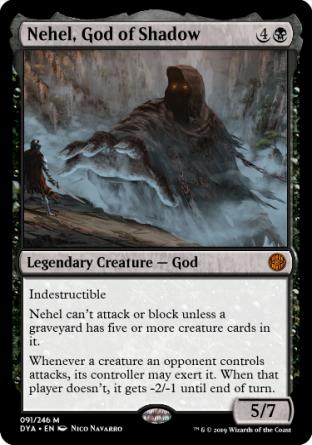 Nehel, God of Shadow 4
Legendary Creature — God
Indestructible
Nehel can't attack or block unless a
graveyard has five or more creature cards in
it.
Whenever a creature an opponent controls
attacks, its controller may exert it. When that
player doesn't, it gets -2/-1 until end of turn.
5/7
091/246 M
DYA • EN Nico Navarro
™ & © 2019 Wizards of the Coast